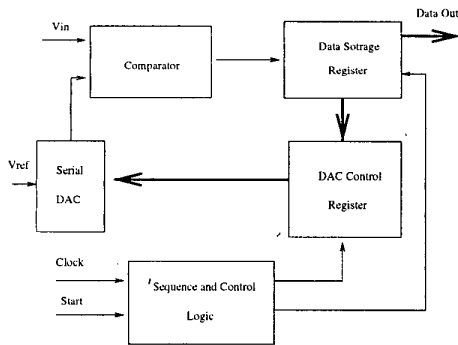 Data Out
Vin
Comparator
Data Sotrage
Register
Vref
Serial
DAC
DAC Control
Register
Clock
Start
Sequence and Control
Logic